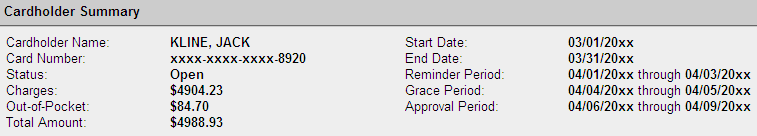 Cardholder Summary
Cardholder Name: KLINE, JACK Start Date: 03/01/20xx
Card Number: xxxx-xxxx-xxxx-8920 End Date: 03/31/20xx
Status: Open Reminder Period: 04/01/20xx through 04/03/20xx
Charges: $4904.23 Grace Period: 04/04/20xx through 04/05/20xx
Out-of-Pocket: $84.70 Approval Period: 04/06/20xx through 04/09/20xx
Total Amount: $4988.93